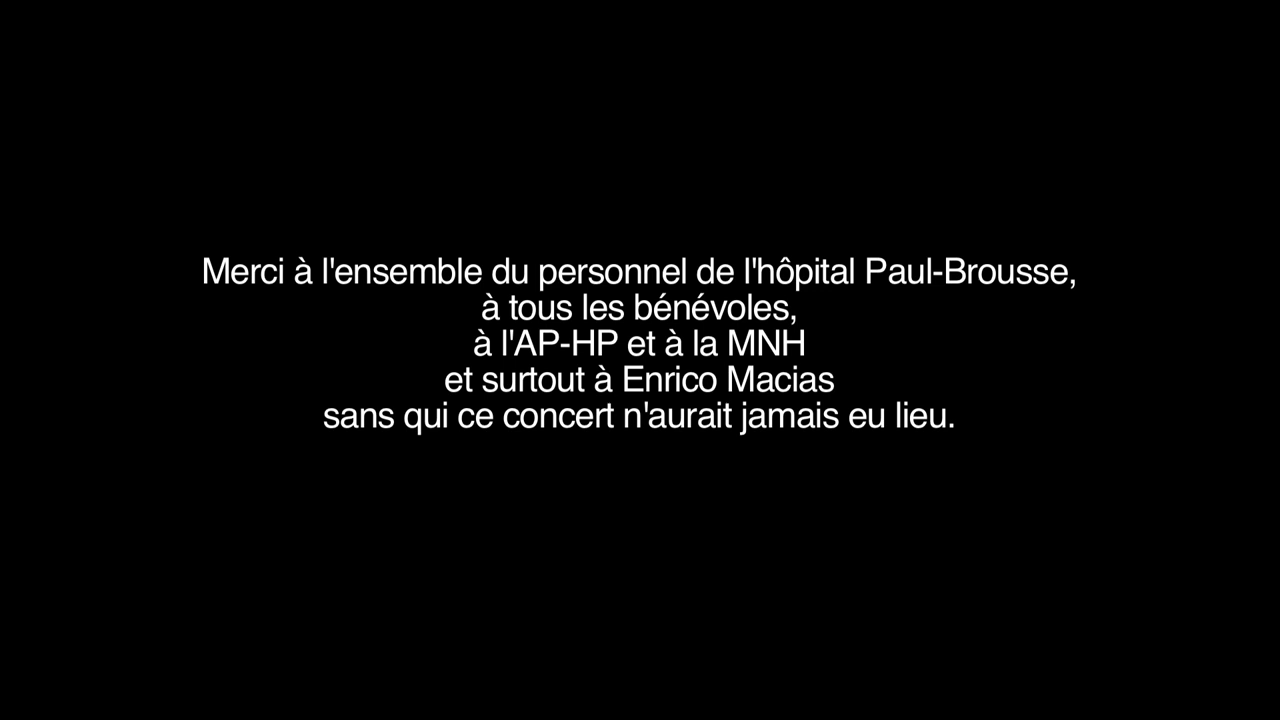 Merci à l'ensemble du personnel de l'hôpital Paul-Brousse,
à tous les bénévoles,
à l'AP-HP et à la MNH
et surtout à Enrico Macias
sans qui ce concert n'aurait jamais eu lieu.